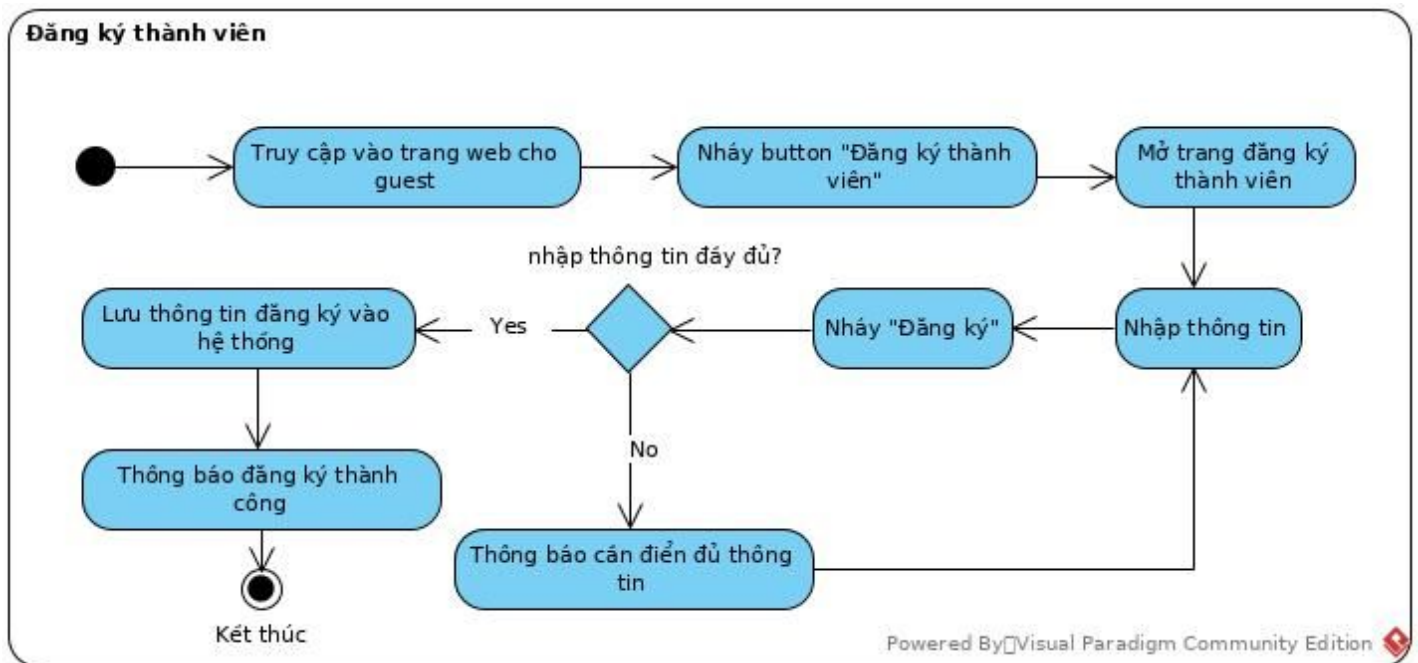 Đăng ký thành viên
Truy cập vào trang web cho
guest
Nháy button "Đăng ký thành
viên"
Mở trang đăng ký
thành viên
nhập thông tin đáy đủ?
Lưu thông tin đăng ký vào
hệ thống
Yes
Nháy "Đăng ký"
Nhập thông tin
No
Thông báo đăng ký thành
công
Thông báo cán điển đủ thông
tin
Kết thúc
Powered By Visual Paradigm Community Edition